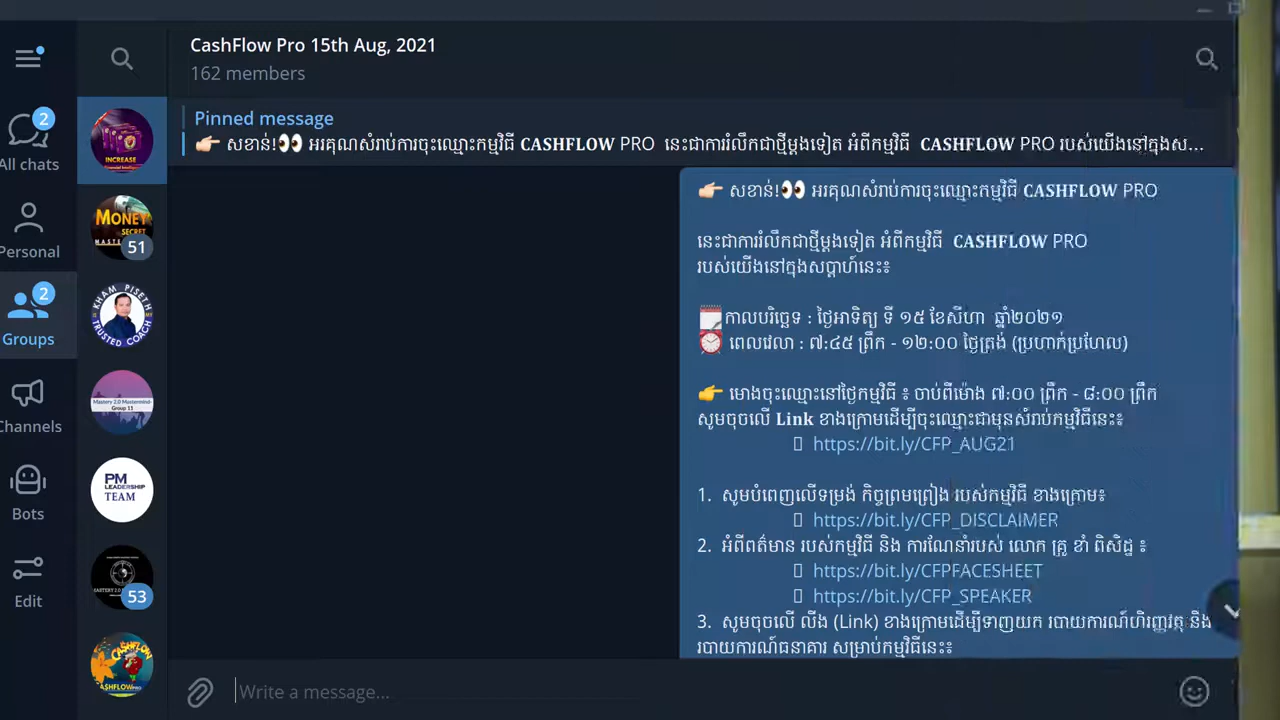 CashFlow Pro 15th Aug, 2021
162 members
Pinned message
👉🏻 សខាន់!👀 អរគុណសំរាប់ការចុះឈ្មោះកម្មវិធី CASHFLOW PRO នេះជាការរំលឹកជាថ្មីម្តងទៀត អំពីកម្មវិធី CASHFLOW PRO របស់យើងនៅក្នុងស...
👉🏻 សខាន់!👀 អរគុណសំរាប់ការចុះឈ្មោះកម្មវិធី CASHFLOW PRO
នេះជាការរំលឹកជាថ្មីម្តងទៀត អំពីកម្មវិធី CASHFLOW PRO
របស់យើងនៅក្នុងសប្តាហ៍នេះ៖
🗓កាលបរិច្ឆេទ : ថ្ងៃអាទិត្យ ទី ១៥ ខែសីហា ឆ្នាំ២០២១
⏰ ពេលវេលា : ៧:៤៥ ព្រឹក - ១២:០០ ថ្ងៃត្រង់ (ប្រហាក់ប្រហែល)
👉 មោងចុះឈ្មោះនៅថ្ងៃកម្មវិធី ៖ ចាប់ពីម៉ោង ៧:០០ ព្រឹក - ៨:០០ ព្រឹក
សូមចុចលើ Link ខាងក្រោមដើម្បីចុះឈ្មោះជាមុនសំរាប់កម្មវិធីនេះ៖
https://bit.ly/CFP_AUG21
1. សូមបំពេញលើទម្រង់ កិច្ចព្រមព្រៀង របស់កម្មវិធី ខាងក្រោម៖
https://bit.ly/CFP_DISCLAIMER
2. អំពីពត៌មាន របស់កម្មវិធី និង ការណែនាំរបស់ លោក គ្រូ ខាំ ពិសិដ្ឋ ៖
https://bit.ly/CFPFACESHEET
https://bit.ly/CFP_SPEAKER
3. សូមចុចលើ លីង (Link) ខាងក្រោមដើម្បីទាញយក របាយការណ៍ហិរញ្ញវត្ថុ និង
របាយការណ៍ធនាគារ សម្រាប់កម្មវិធីនេះ៖
Write a message...
2
All chats
Personal
2
Groups
Channels
Bots
Edit
INCREASE
MONEY
SECRET
51
KHAM PISETH
TRUSTED COACH
Mastery 2.0 Mastermind-
Group 13
PM
LEADERSHIP
TEAM
53
CASHFLOW